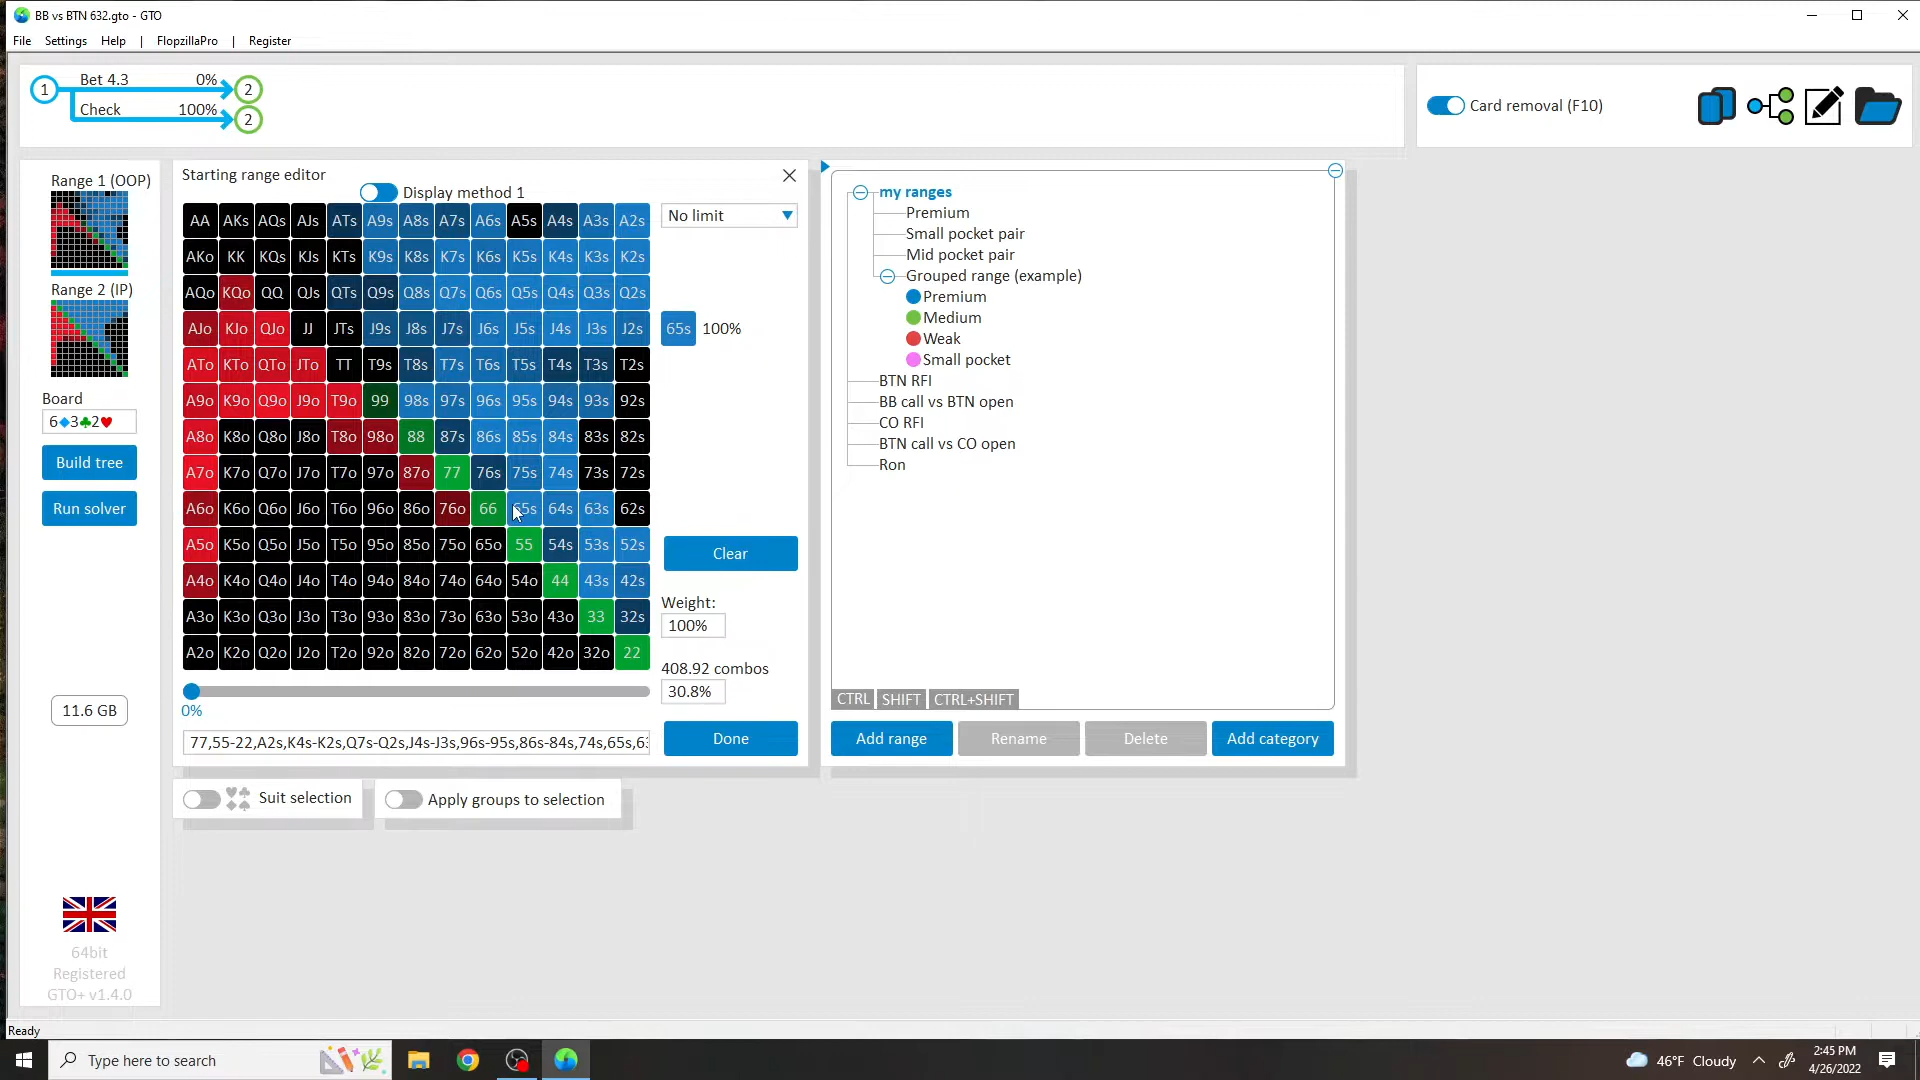 BB vs BTN 632.gto - GTO
File Settings Help | FlopzillaPro | Register
1 Bet 4.3 0% 2
Check 100% 2
Card removal (F10)
Range 1 (OOP)
Range 2 (IP)
Board
6♦3♣2♥
Build tree
Run solver
11.6 GB
64bit
Registered
GTO+ v1.4.0
Starting range editor
Display method 1
AA AKs AQs AJs ATs A9s A8s A7s A6s A5s A4s A3s A2s
AKo KK KQs KJs KTs K9s K8s K7s K6s K5s K4s K3s K2s
AQo KQo QQ QJs QTs Q9s Q8s Q7s Q6s Q5s Q4s Q3s Q2s
AJo KJo QJo JJ JTs J9s J8s J7s J6s J5s J4s J3s J2s
ATo KTo QTo JTo TT T9s T8s T7s T6s T5s T4s T3s T2s
A9o K9o Q9o J9o T9o 99 98s 97s 96s 95s 94s 93s 92s
A8o K8o Q8o J8o T8o 98o 88 87s 86s 85s 84s 83s 82s
A7o K7o Q7o J7o T7o 97o 87o 77 76s 75s 74s 73s 72s
A6o K6o Q6o J6o T6o 96o 86o 76o 66 65s 64s 63s 62s
A5o K5o Q5o J5o T5o 95o 85o 75o 65o 55 54s 53s 52s
A4o K4o Q4o J4o T4o 94o 84o 74o 64o 54o 44 43s 42s
A3o K3o Q3o J3o T3o 93o 83o 73o 63o 53o 43o 33 32s
A2o K2o Q2o J2o T2o 92o 82o 72o 62o 52o 42o 32o 22
0%
77,55-22,A2s,K4s-K2s,Q7s-Q2s,J4s-J3s,96s-95s,86s-84s,74s,65s,63
No limit
65s 100%
Clear
Weight:
100%
408.92 combos
30.8%
Done
Suit selection
Apply groups to selection
my ranges
Premium
Small pocket pair
Mid pocket pair
Grouped range (example)
Premium
Medium
Weak
Small pocket
BTN RFI
BB call vs BTN open
CO RFI
BTN call vs CO open
Ron
CTRL SHIFT CTRL+SHIFT
Add range Rename Delete Add category
Ready
Type here to search
46°F Cloudy
2:45 PM
4/26/2022